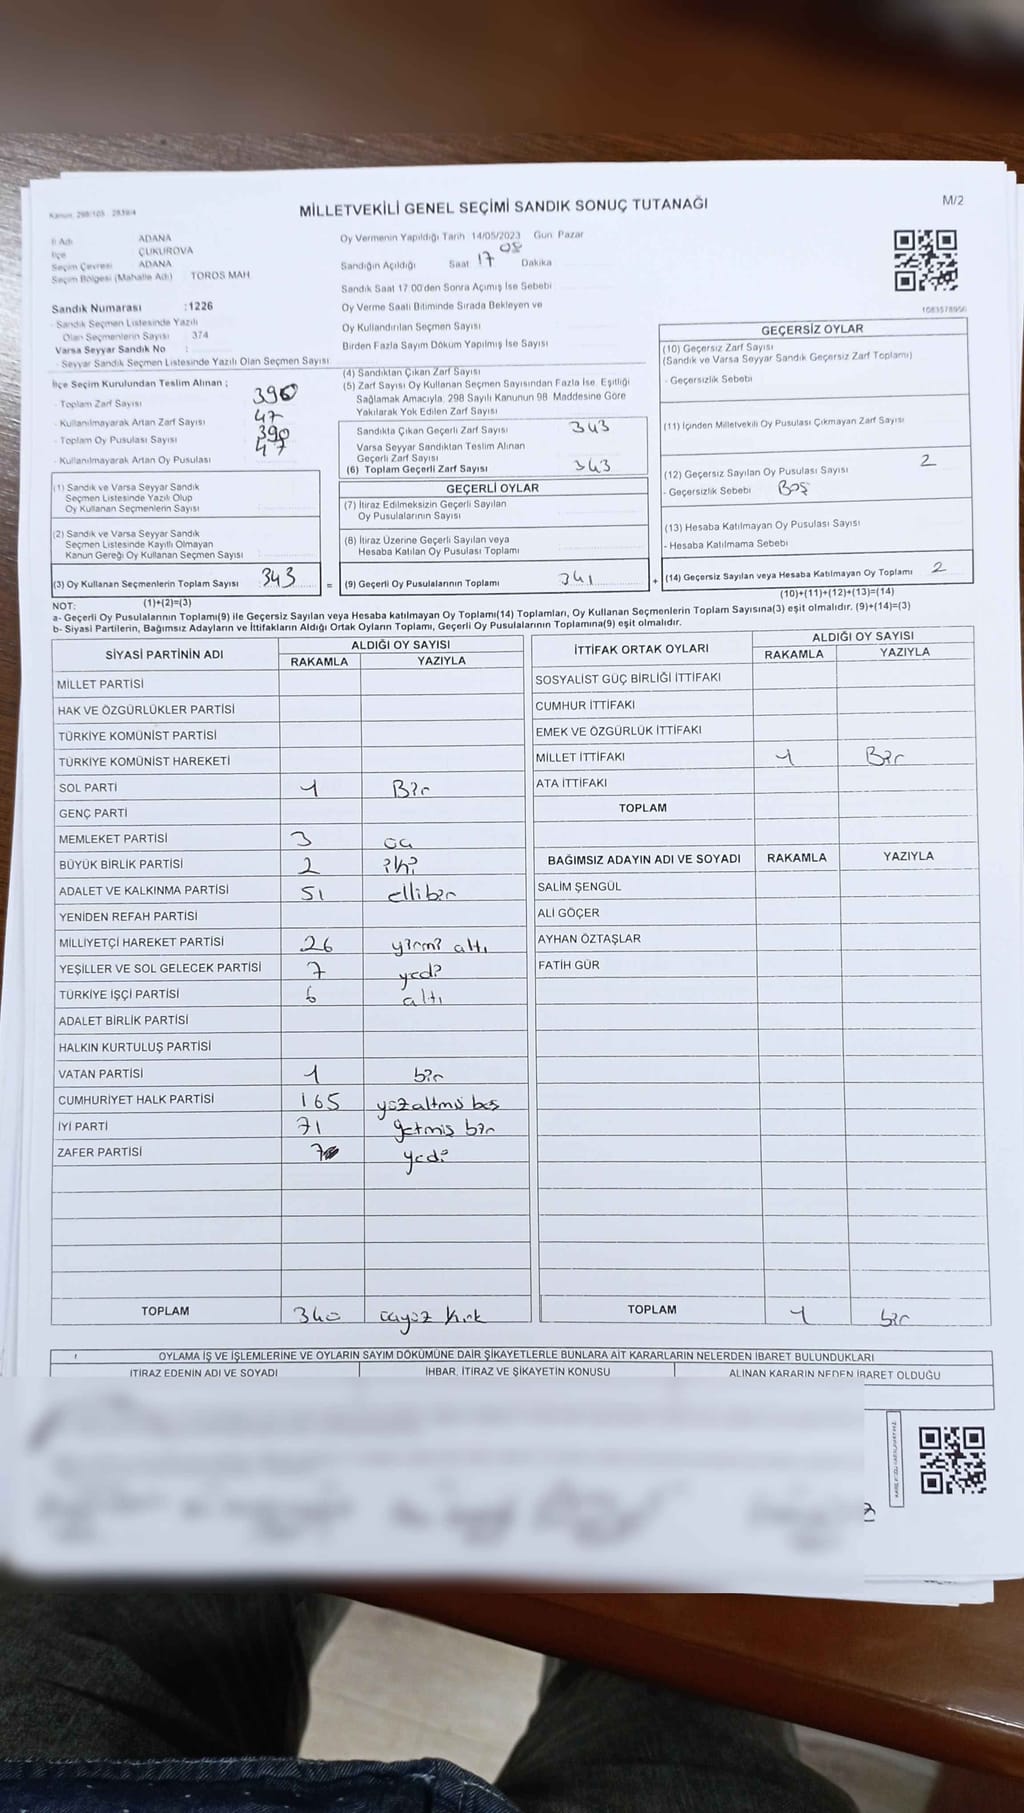 Kanun: 298/105 - 2839/4
MİLLETVEKİLİ GENEL SEÇİMİ SANDIK SONUÇ TUTANAĞI
M/2
İl Adı ADANA
İlçe ÇUKUROVA
Seçim Çevresi ADANA
Seçim Bölgesi (Mahalle Adı) : TOROS MAH
Sandık Numarası :1226
- Sandık Seçmen Listesinde Yazılı
Olan Seçmenlerin Sayısı : 374
Varsa Seyyar Sandık No :
- Seyyar Sandık Seçmen Listesinde Yazılı Olan Seçmen Sayısı
Oy Vermenin Yapıldığı Tarih 14/05/2023 Gün: Pazar
Sandığın Açıldığı Saat 17 08 Dakika
Sandık Saat 17:00'den Sonra Açımış İse Sebebi
Oy Verme Saati Bitiminde Sırada Bekleyen ve
Oy Kullandırılan Seçmen Sayısı
Birden Fazla Sayım Döküm Yapılmış İse Sayısı
1083578956
İlçe Seçim Kurulundan Teslim Alınan ;
- Toplam Zarf Sayısı 390
- Kullanılmayarak Artan Zarf Sayısı 47
- Toplam Oy Pusulası Sayısı 390
- Kullanılmayarak Artan Oy Pusulası 47
(4) Sandıktan Çıkan Zarf Sayısı
(5) Zarf Sayısı Oy Kullanan Seçmen Sayısından Fazla İse, Eşitliği
Sağlamak Amacıyla, 298 Sayılı Kanunun 98. Maddesine Göre
Yakılarak Yok Edilen Zarf Sayısı
Sandıkta Çıkan Geçerli Zarf Sayısı 343
Varsa Seyyar Sandıktan Teslim Alınan
Geçerli Zarf Sayısı
(6) Toplam Geçerli Zarf Sayısı 343
GEÇERSİZ OYLAR
(10) Geçersiz Zarf Sayısı
(Sandık ve Varsa Seyyar Sandık Geçersiz Zarf Toplamı)
- Geçersizlik Sebebi
(11) İçinden Milletvekili Oy Pusulası Çıkmayan Zarf Sayısı
(12) Geçersiz Sayılan Oy Pusulası Sayısı 2
- Geçersizlik Sebebi Boş
(13) Hesaba Katılmayan Oy Pusulası Sayısı
- Hesaba Katılmama Sebebi
(14) Geçersiz Sayılan veya Hesaba Katılmayan Oy Toplamı 2
(10)+(11)+(12)+(13)=(14)
(1) Sandık ve Varsa Seyyar Sandık
Seçmen Listesinde Yazılı Olup
Oy Kullanan Seçmenlerin Sayısı
(2) Sandık ve Varsa Seyyar Sandık
Seçmen Listesinde Kayıtlı Olmayan
Kanun Gereği Oy Kullanan Seçmen Sayısı
(3) Oy Kullanan Seçmenlerin Toplam Sayısı 343 =
GEÇERLİ OYLAR
(7) İtiraz Edilmeksizin Geçerli Sayılan
Oy Pusulalarının Sayısı
(8) İtiraz Üzerine Geçerli Sayılan veya
Hesaba Katılan Oy Pusulası Toplamı
(9) Geçerli Oy Pusulalarının Toplamı 341 +
NOT: (1)+(2)=(3)
a- Geçerli Oy Pusulalarının Toplamı(9) ile Geçersiz Sayılan veya Hesaba katılmayan Oy Toplamı(14) Toplamları, Oy Kullanan Seçmenlerin Toplam Sayısına(3) eşit olmalıdır. (9)+(14)=(3)
b- Siyasi Partilerin, Bağımsız Adayların ve İttifakların Aldığı Ortak Oyların Toplamı, Geçerli Oy Pusulalarının Toplamına(9) eşit olmalıdır.
SİYASİ PARTİNİN ADI ALDIĞI OY SAYISI
RAKAMLA YAZIYLA
MİLLET PARTİSİ
HAK VE ÖZGÜRLÜKLER PARTİSİ
TÜRKİYE KOMÜNİST PARTİSİ
TÜRKİYE KOMÜNİST HAREKETİ
SOL PARTİ 1 Bir
GENÇ PARTİ
MEMLEKET PARTİSİ 3 üç
BÜYÜK BİRLİK PARTİSİ 2 iki
ADALET VE KALKINMA PARTİSİ 51 ellibir
YENİDEN REFAH PARTİSİ
MİLLİYETÇİ HAREKET PARTİSİ 26 yirmi altı
YEŞİLLER VE SOL GELECEK PARTİSİ 7 yedi
TÜRKİYE İŞÇİ PARTİSİ 6 altı
ADALET BİRLİK PARTİSİ
HALKIN KURTULUŞ PARTİSİ
VATAN PARTİSİ 1 bir
CUMHURİYET HALK PARTİSİ 165 yüzaltmış beş
İYİ PARTİ 71 yetmiş bir
ZAFER PARTİSİ 7 yedi
TOPLAM 340 üçyüz kırk
İTTİFAK ORTAK OYLARI ALDIĞI OY SAYISI
RAKAMLA YAZIYLA
SOSYALİST GÜÇ BİRLİĞİ İTTİFAKI
CUMHUR İTTİFAKI
EMEK VE ÖZGÜRLÜK İTTİFAKI
MİLLET İTTİFAKI 1 Bir
ATA İTTİFAKI
TOPLAM
BAĞIMSIZ ADAYIN ADI VE SOYADI RAKAMLA YAZIYLA
SALİM ŞENGÜL
ALİ GÖÇER
AYHAN ÖZTAŞLAR
FATİH GÜR
TOPLAM 1 bir
OYLAMA İŞ VE İŞLEMLERİNE VE OYLARIN SAYIM DÖKÜMÜNE DAİR ŞİKAYETLERLE BUNLARA AİT KARARLARIN NELERDEN İBARET BULUNDUKLARI
İTİRAZ EDENİN ADI VE SOYADI İHBAR, İTİRAZ VE ŞİKAYETİN KONUSU ALINAN KARARIN NEDEN İBARET OLDUĞU